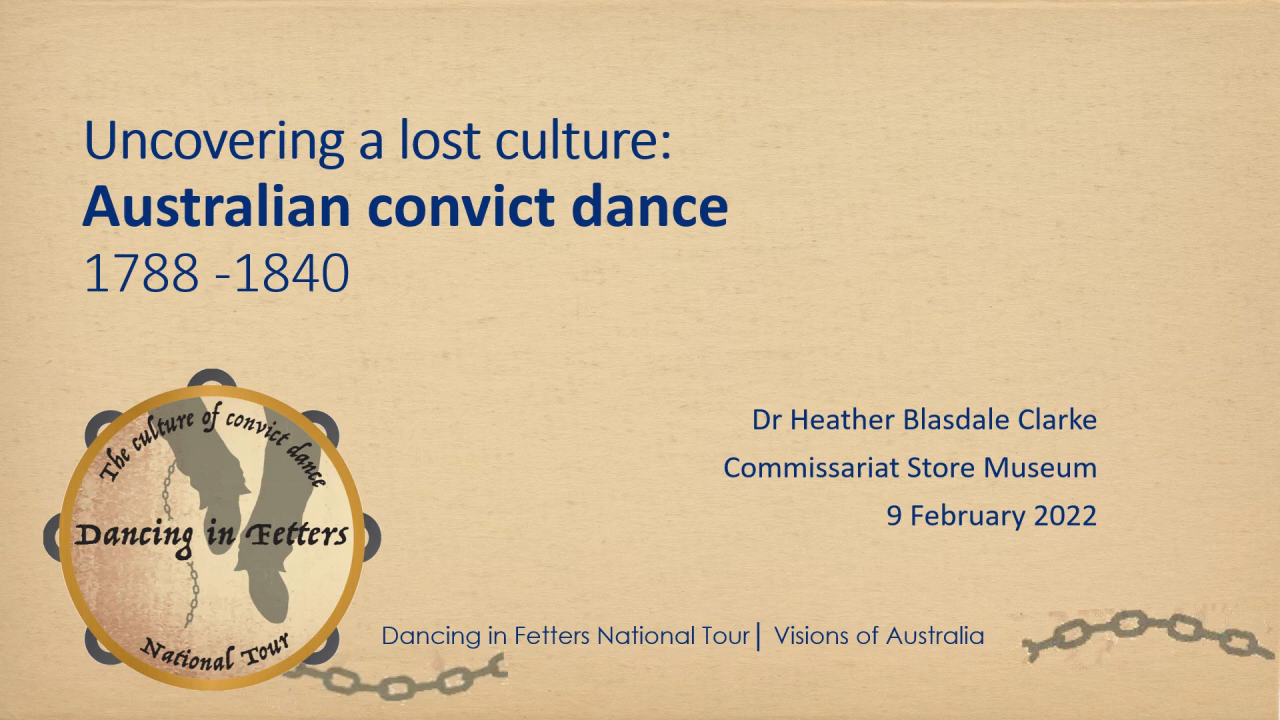 Uncovering a lost culture:
Australian convict dance
1788 -1840
The culture of convict dance
Dancing in Fetters
National Tour
Dr Heather Blasdale Clarke
Commissariat Store Museum
9 February 2022
Dancing in Fetters National Tour| Visions of Australia